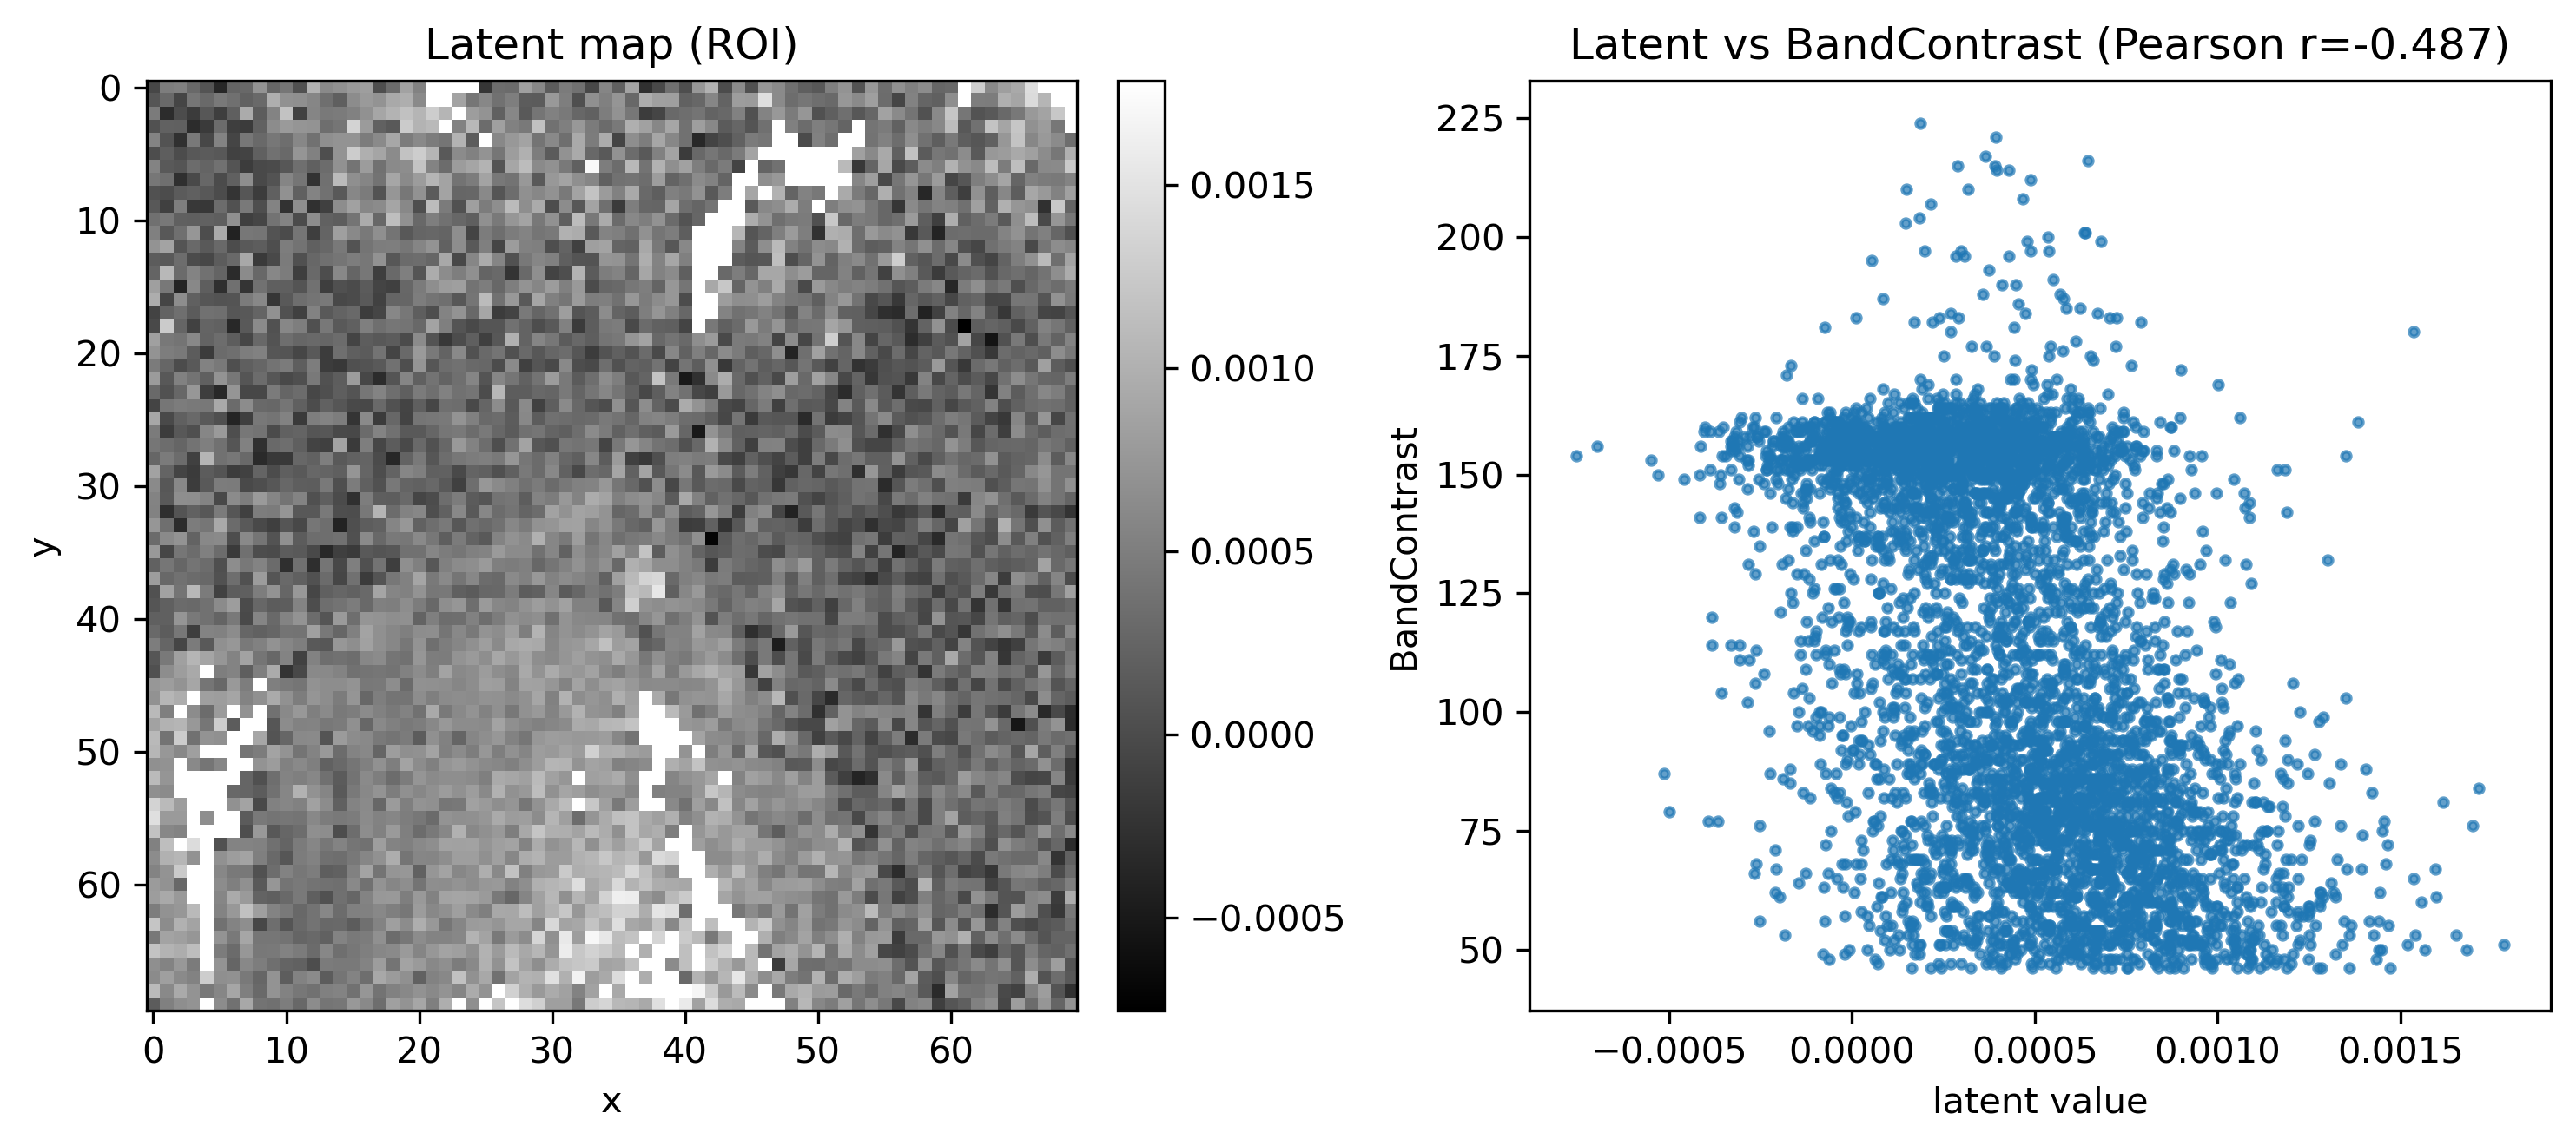 Latent map (ROI)
0
10
20
30
40
50
60
y
0 10 20 30 40 50 60
x
0.0015
0.0010
0.0005
0.0000
−0.0005
Latent vs BandContrast (Pearson r=-0.487)
225
200
175
150
125
100
75
50
BandContrast
−0.0005 0.0000 0.0005 0.0010 0.0015
latent value